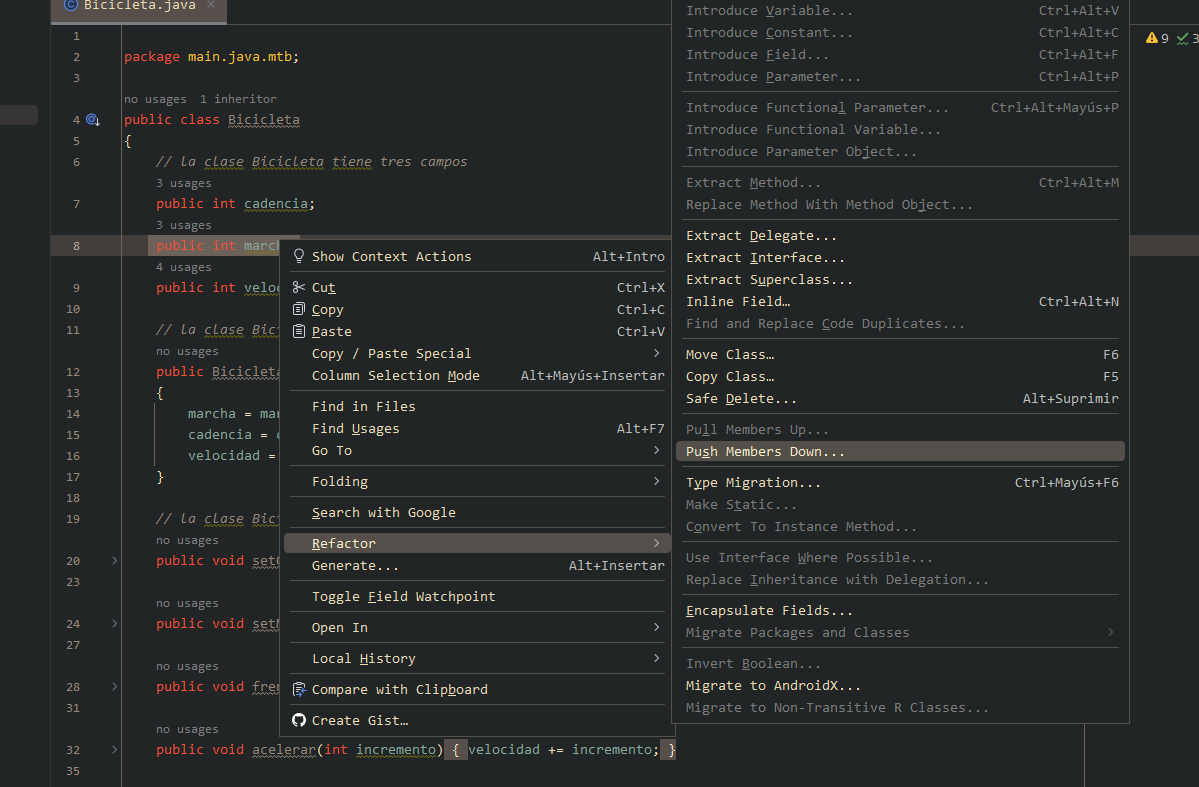 Bicicleta.java
1
2 package main.java.mtb;
3
no usages 1 inheritor
4 public class Bicicleta
5 {
6 // la clase Bicicleta tiene tres campos
3 usages
7 public int cadencia;
3 usages
8 public int march
4 usages
9 public int veloc
10
11 // la clase Bic
no usages
12 public Bicicleta
13 {
14 marcha = mar
15 cadencia =
16 velocidad =
17 }
18
19 // la clase Bic
no usages
20 public void set
23
no usages
24 public void set
27
no usages
28 public void fre
31
no usages
32 public void acelerar(int incremento) { velocidad += incremento; }
35
Show Context Actions Alt+Intro
Cut Ctrl+X
Copy Ctrl+C
Paste Ctrl+V
Copy / Paste Special
Column Selection Mode Alt+Mayús+Insertar
Find in Files
Find Usages Alt+F7
Go To
Folding
Search with Google
Refactor
Generate... Alt+Insertar
Toggle Field Watchpoint
Open In
Local History
Compare with Clipboard
Create Gist…
Introduce Variable... Ctrl+Alt+V
Introduce Constant... Ctrl+Alt+C
Introduce Field... Ctrl+Alt+F
Introduce Parameter... Ctrl+Alt+P
Introduce Functional Parameter... Ctrl+Alt+Mayús+P
Introduce Functional Variable...
Introduce Parameter Object...
Extract Method... Ctrl+Alt+M
Replace Method With Method Object...
Extract Delegate...
Extract Interface...
Extract Superclass...
Inline Field… Ctrl+Alt+N
Find and Replace Code Duplicates...
Move Class… F6
Copy Class… F5
Safe Delete... Alt+Suprimir
Pull Members Up...
Push Members Down...
Type Migration... Ctrl+Mayús+F6
Make Static...
Convert To Instance Method...
Use Interface Where Possible...
Replace Inheritance with Delegation...
Encapsulate Fields...
Migrate Packages and Classes
Invert Boolean...
Migrate to AndroidX...
Migrate to Non-Transitive R Classes...
9 3